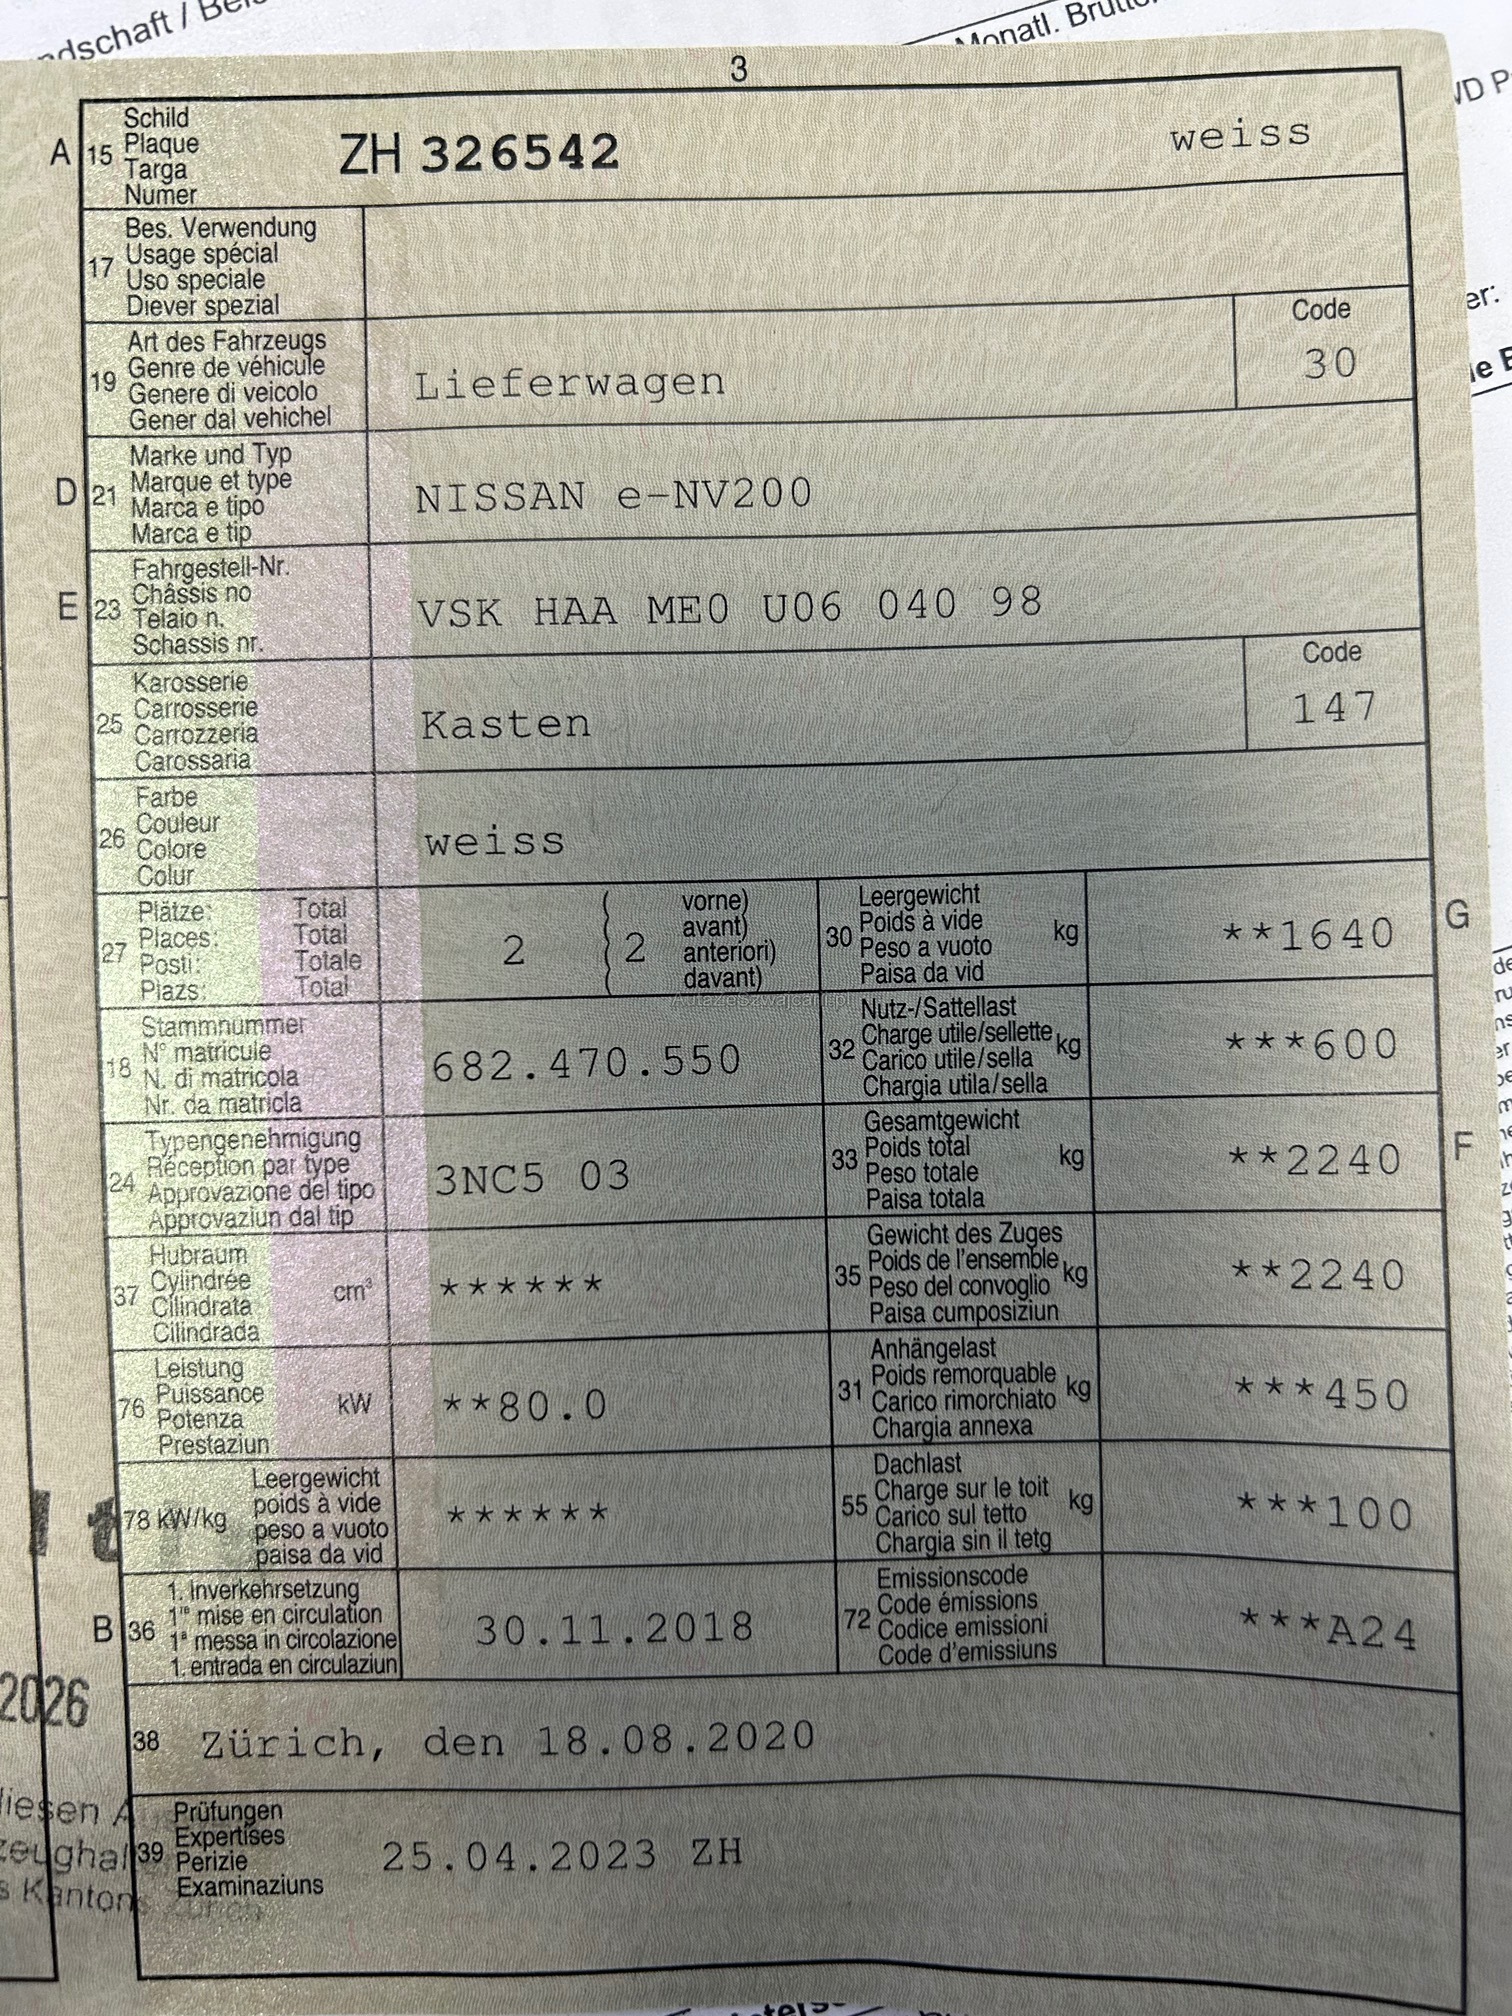 ndschaft /
Monatl. Brutto
3
A 15 Schild
Plaque
Targa
Numer
ZH 326542 weiss
17 Bes. Verwendung
Usage spécial
Uso speciale
Diever spezial
19 Art des Fahrzeugs
Genre de véhicule
Genere di veicolo
Gener dal vehichel
Lieferwagen
Code
30
D 21 Marke und Typ
Marque et type
Marca e tipo
Marca e tip
NISSAN e-NV200
E 23 Fahrgestell-Nr.
Châssis no
Telaio n.
Schassis nr.
VSK HAA ME0 U06 040 98
25 Karosserie
Carrosserie
Carrozzeria
Carossaria
Kasten
Code
147
26 Farbe
Couleur
Colore
Colur
weiss
27 Plätze: Total
Places: Total
Posti: Totale
Plazs: Total
2 ( 2 vorne)
avant)
anteriori)
davant)
30 Leergewicht
Poids à vide
Peso a vuoto
Paisa da vid
kg
**1640
G
18 Stammnummer
N° matricule
N. di matricola
Nr. da matricla
682.470.550
32 Nutz-/Sattellast
Charge utile/sellette
Carico utile/sella
Chargia utila/sella
kg
***600
24 Typengenehmigung
Réception par type
Approvazione del tipo
Approvaziun dal tip
3NC5 03
33 Gesamtgewicht
Poids total
Peso totale
Paisa totala
kg
**2240
F
37 Hubraum
Cylindrée
Cilindrata
Cilindrada
cm³
******
35 Gewicht des Zuges
Poids de l'ensemble
Peso del convoglio
Paisa cumposiziun
kg
**2240
76 Leistung
Puissance
Potenza
Prestaziun
kW
**80.0
31 Anhängelast
Poids remorquable
Carico rimorchiato
Chargia annexa
kg
***450
78 kW/kg Leergewicht
poids à vide
peso a vuoto
paisa da vid
******
55 Dachlast
Charge sur le toit
Carico sul tetto
Chargia sin il tetg
kg
***100
B 36 1. Inverkehrsetzung
1re mise en circulation
1a messa in circolazione
1. entrada en circulaziun
30.11.2018
72 Emissionscode
Code émissions
Codice emissioni
Code d'emissiuns
***A24
2026
38 Zürich, den 18.08.2020
39 Prüfungen
Expertises
Perizie
Examinaziuns
25.04.2023 ZH
liesen A
zeughal
s Kantons Zürich